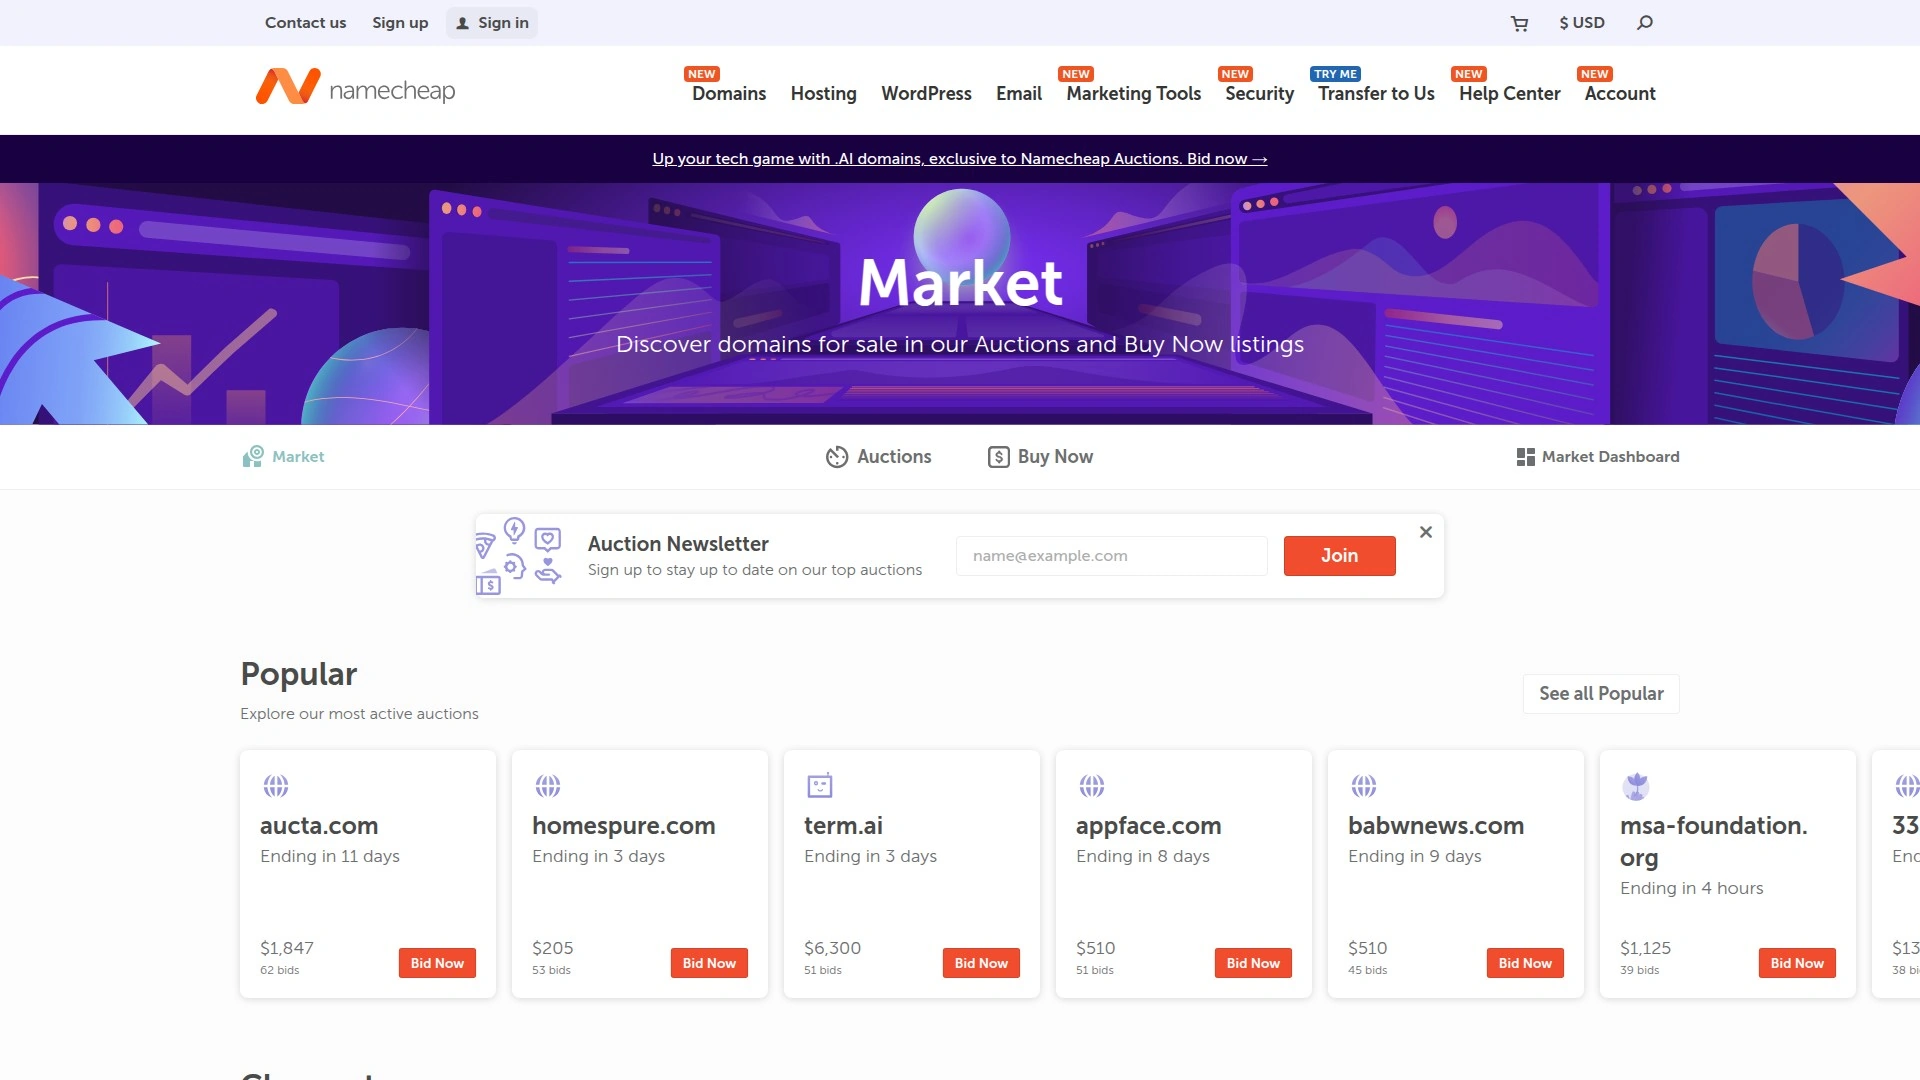 Contact us
Sign up
Sign in
$ USD
namecheap
NEW
Domains
Hosting
WordPress
Email
NEW
Marketing Tools
NEW
Security
TRY ME
Transfer to Us
NEW
Help Center
NEW
Account
Up your tech game with .AI domains, exclusive to Namecheap Auctions. Bid now →
Market
Discover domains for sale in our Auctions and Buy Now listings
Market
Auctions
Buy Now
Market Dashboard
Auction Newsletter
Sign up to stay up to date on our top auctions
name@example.com
Join
Popular
Explore our most active auctions
See all Popular
aucta.com
Ending in 11 days
$1,847
62 bids
Bid Now
homespure.com
Ending in 3 days
$205
53 bids
Bid Now
term.ai
Ending in 3 days
$6,300
51 bids
Bid Now
appface.com
Ending in 8 days
$510
51 bids
Bid Now
babwnews.com
Ending in 9 days
$510
45 bids
Bid Now
msa-foundation.
org
Ending in 4 hours
$1,125
39 bids
Bid Now
33
$13
38